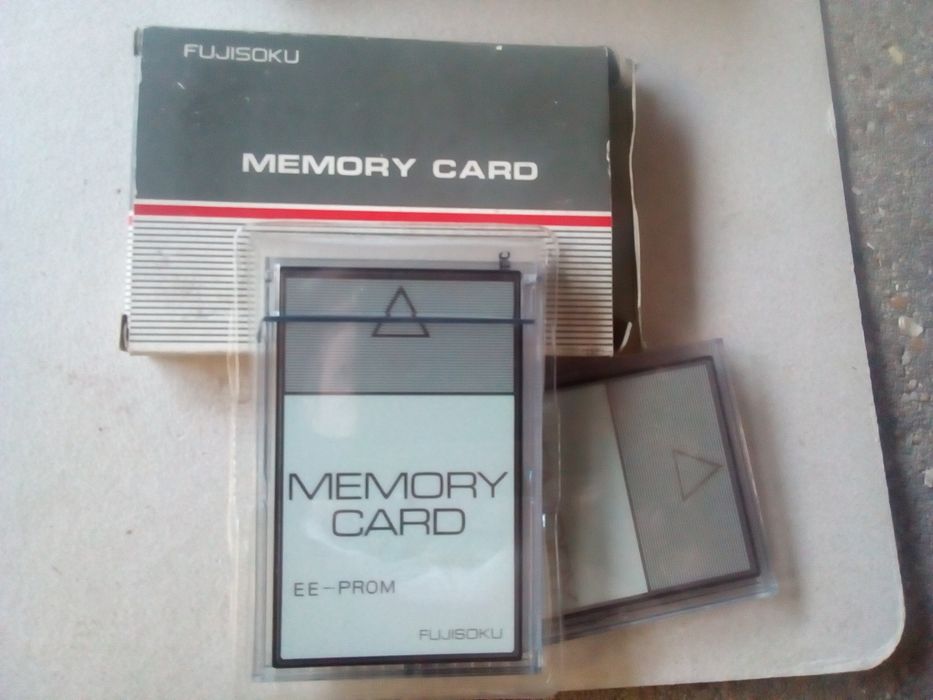 FUJISOKU
MEMORY CARD
MEMORY
CARD
EE-PROM
FUJISOKU